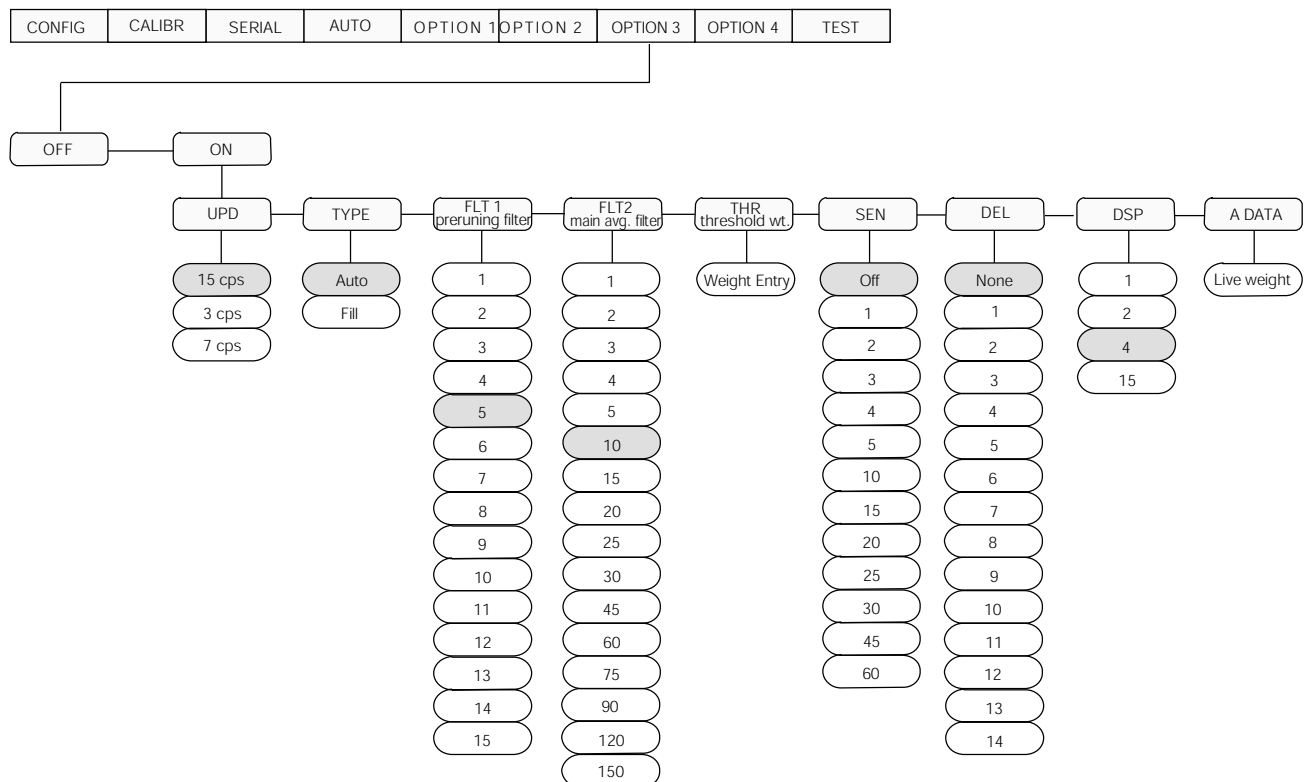 CONFIG CALIBR SERIAL AUTO OPTION 1 OPTION 2 OPTION 3 OPTION 4 TEST
OFF ON
UPD TYPE FLT 1 preruning filter FLT2 main avg. filter THR threshold wt. SEN DEL DSP A DATA
15 cps Auto 1 1 Weight Entry Off None 1 Live weight
3 cps Fill 2 2 1 1 2
7 cps 3 3 2 2 4
4 4 3 3 15
5 5 4 4
6 10 5 5
7 15 10 6
8 20 15 7
9 25 20 8
10 30 25 9
11 45 30 10
12 60 45 11
13 75 60 12
14 90 13
15 120 14
150